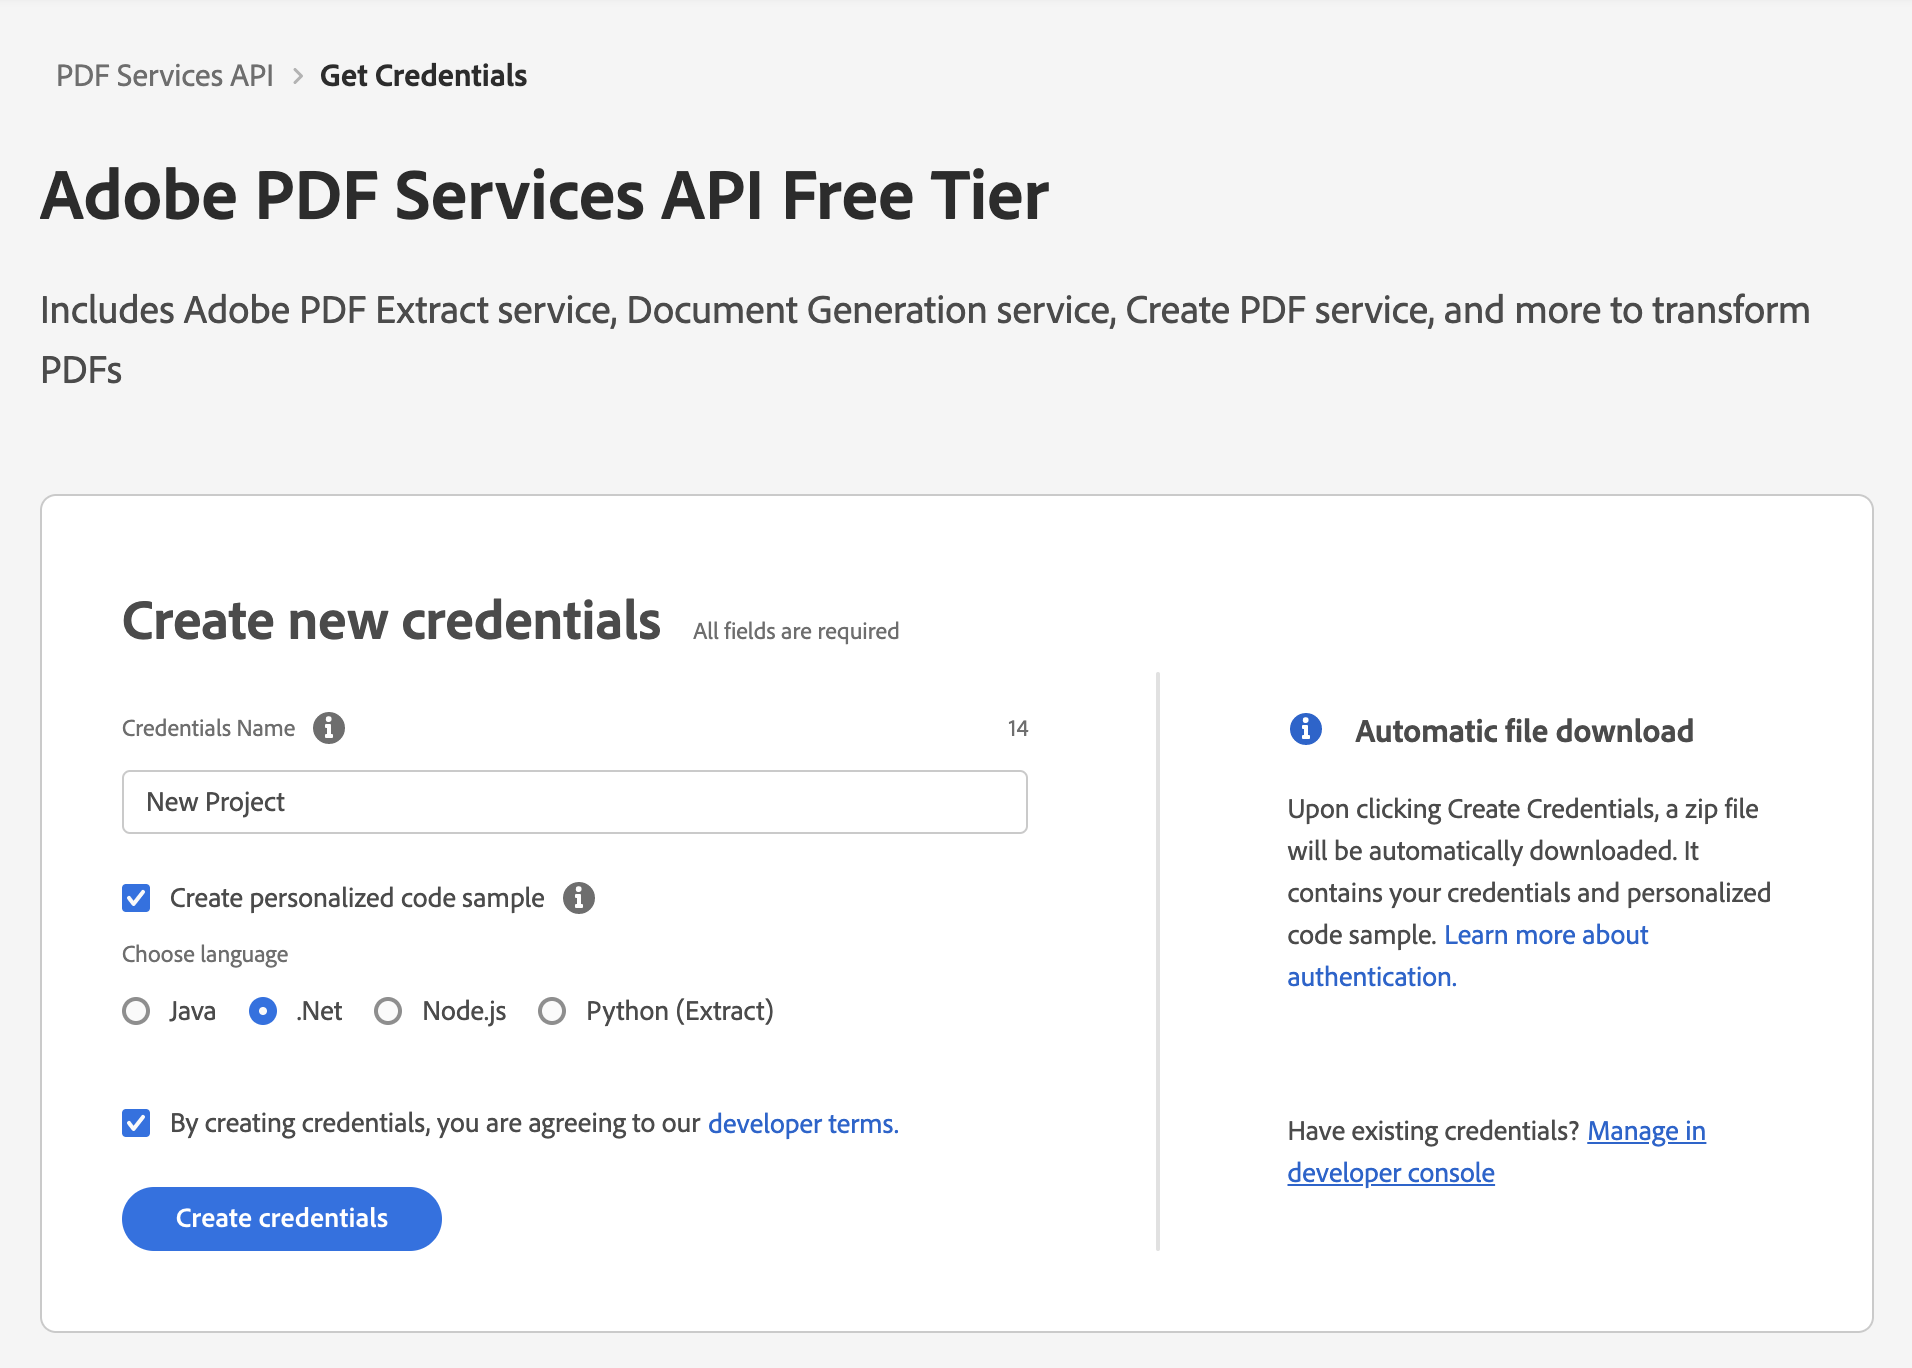 PDF Services API > Get Credentials
Adobe PDF Services API Free Tier
Includes Adobe PDF Extract service, Document Generation service, Create PDF service, and more to transform
PDFs
Create new credentials All fields are required
Credentials Name 14
New Project
Create personalized code sample
Choose language
Java .Net Node.js Python (Extract)
By creating credentials, you are agreeing to our developer terms.
Create credentials
Automatic file download
Upon clicking Create Credentials, a zip file
will be automatically downloaded. It
contains your credentials and personalized
code sample. Learn more about
authentication.
Have existing credentials? Manage in
developer console